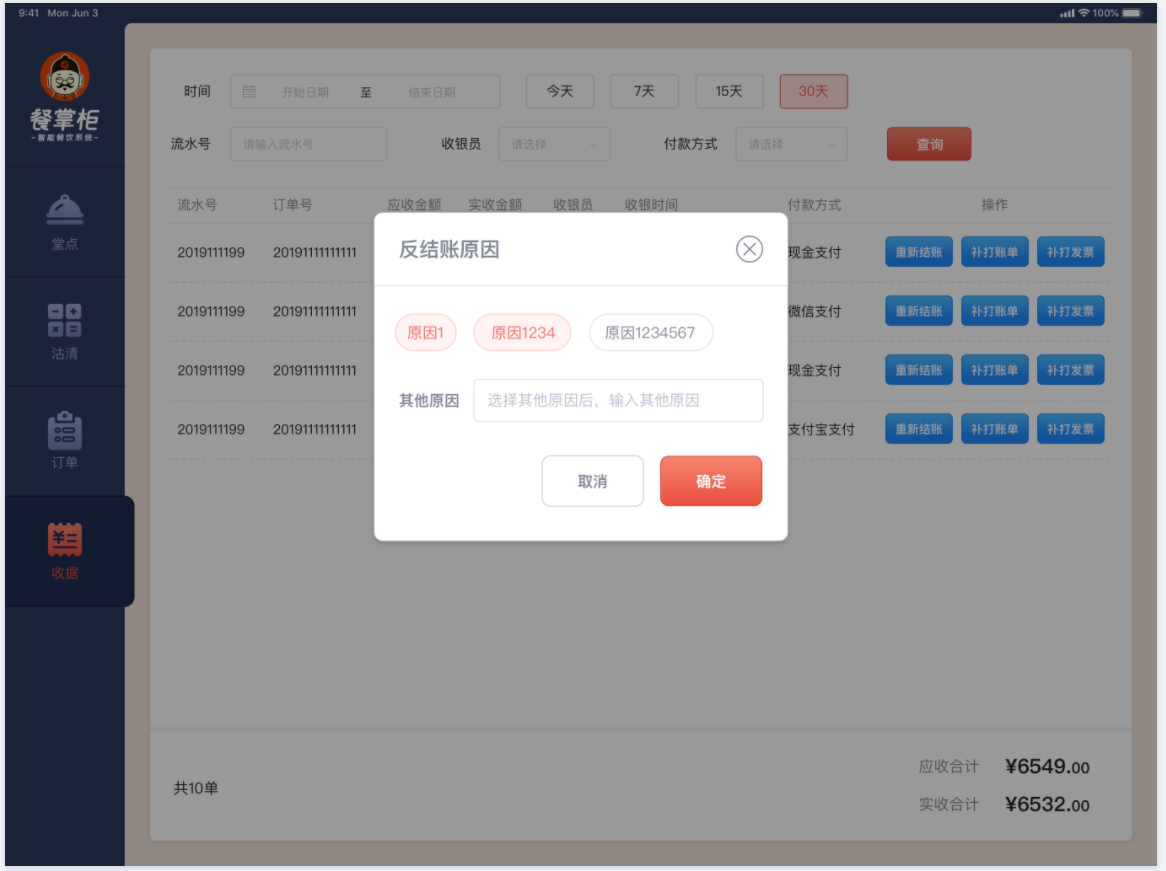 9:41 Mon Jun 3
100%
餐掌柜
-智能餐饮系统-
堂点
沽清
订单
收据
时间 开始日期 至 结束日期 今天 7天 15天 30天
流水号 请输入流水号 收银员 请选择 付款方式 请选择 查询
流水号 订单号 应收金额 实收金额 收银员 收银时间 付款方式 操作
2019111199 20191111111111 现金支付 重新结账 补打账单 补打发票
2019111199 20191111111111 微信支付 重新结账 补打账单 补打发票
2019111199 20191111111111 现金支付 重新结账 补打账单 补打发票
2019111199 20191111111111 支付宝支付 重新结账 补打账单 补打发票
反结账原因
原因1 原因1234 原因1234567
其他原因 选择其他原因后，输入其他原因
取消 确定
共10单
应收合计 ¥6549.00
实收合计 ¥6532.00